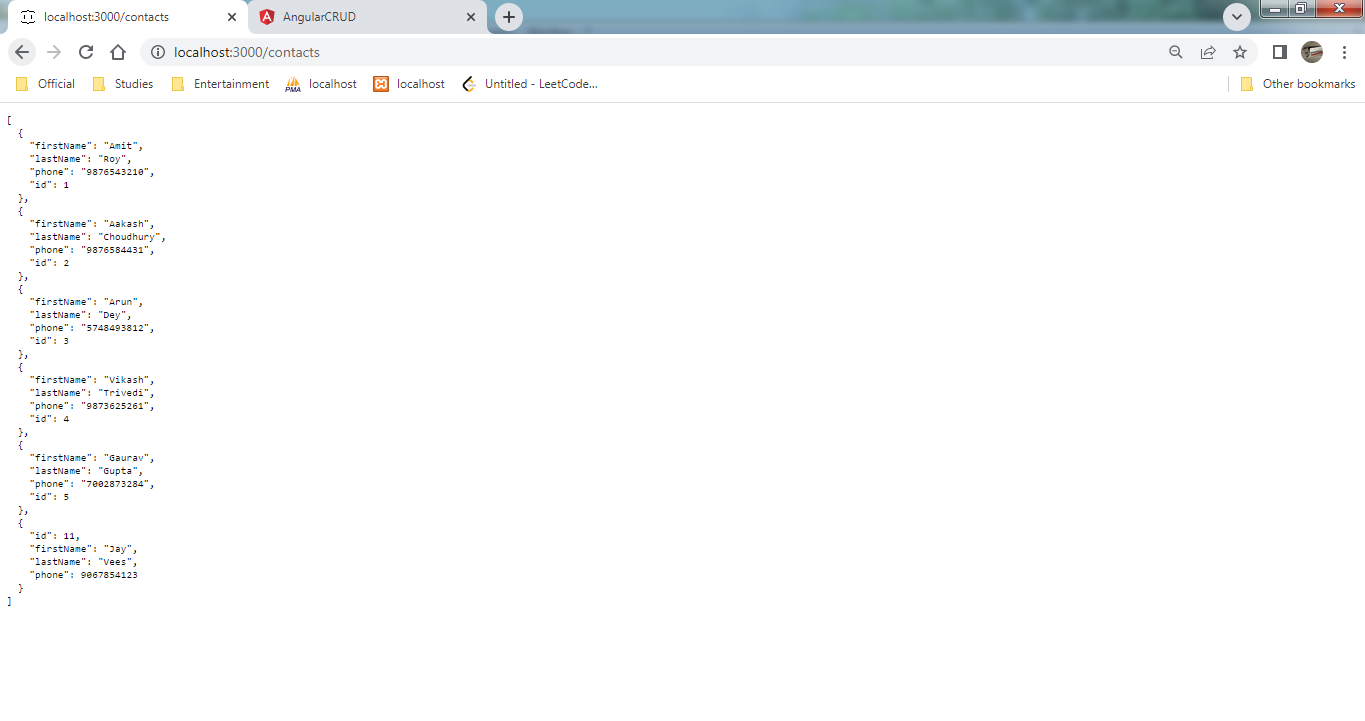 localhost:3000/contacts
AngularCRUD
localhost:3000/contacts
Official Studies Entertainment PMA localhost localhost Untitled - LeetCode... Other bookmarks
[
  {
    "firstName": "Amit",
    "lastName": "Roy",
    "phone": "9876543210",
    "id": 1
  },
  {
    "firstName": "Aakash",
    "lastName": "Choudhury",
    "phone": "9876584431",
    "id": 2
  },
  {
    "firstName": "Arun",
    "lastName": "Dey",
    "phone": "5748493812",
    "id": 3
  },
  {
    "firstName": "Vikash",
    "lastName": "Trivedi",
    "phone": "9873625261",
    "id": 4
  },
  {
    "firstName": "Gaurav",
    "lastName": "Gupta",
    "phone": "7002873284",
    "id": 5
  },
  {
    "id": 11,
    "firstName": "Jay",
    "lastName": "Vees",
    "phone": 9067854123
  }
]